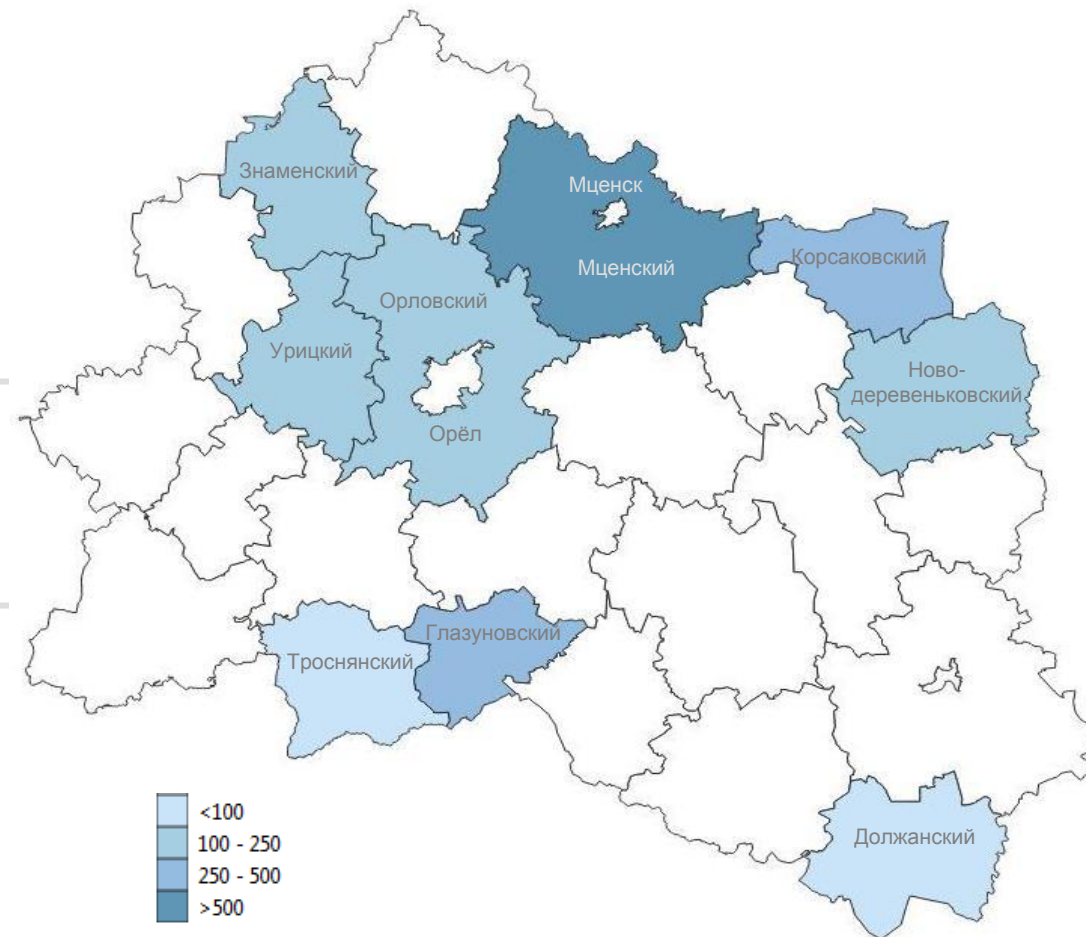 Знаменский
Мценск
Мценский
Корсаковский
Орловский
Урицкий
Ново-
деревеньковский
Орёл
Глазуновский
Троснянский
Должанский
<100
100 - 250
250 - 500
>500